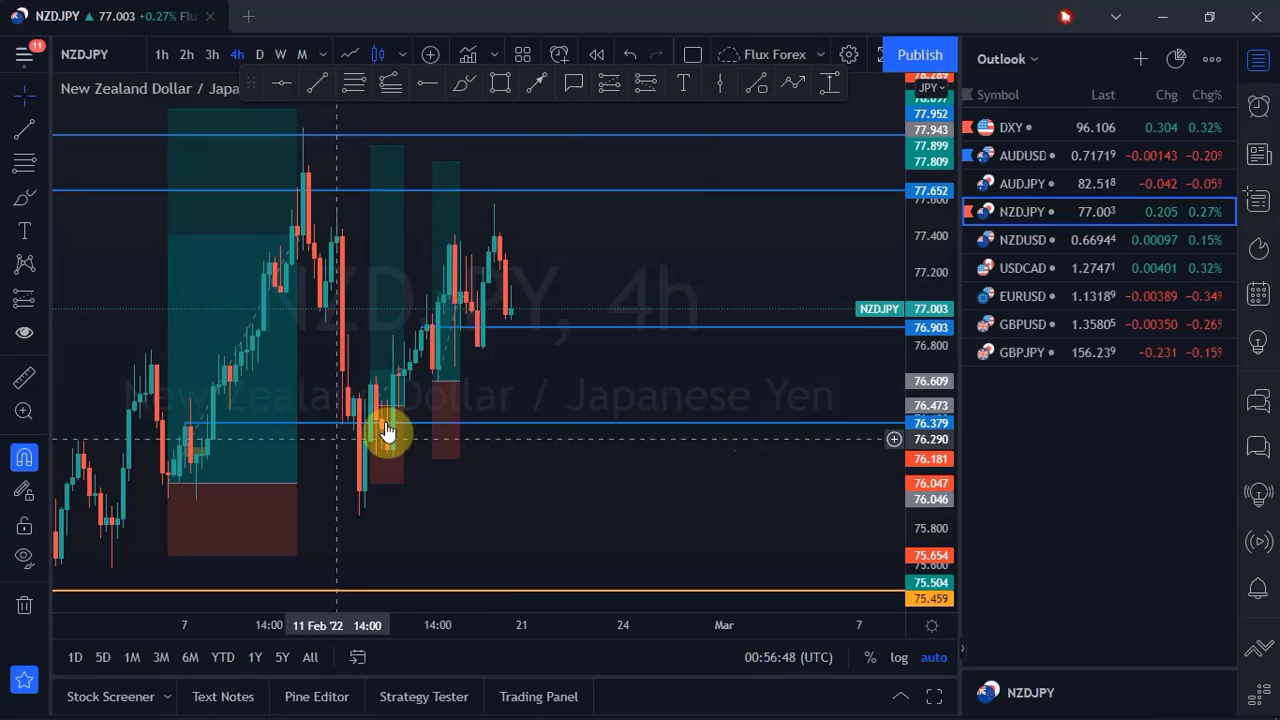 NZDJPY ▲ 77.003 +0.27% Flux
11
NZDJPY 1h 2h 3h 4h D W M Flux Forex Publish
New Zealand Dollar / Japa
JPY
77.952
77.943
77.899
77.809
77.652
77.600
77.400
77.200
NZDJPY 77.003
76.903
76.800
76.609
76.473
76.379
76.290
76.181
76.047
76.046
75.800
75.654
75.600
75.504
75.459
NZDJPY, 4h
New Zealand Dollar / Japanese Yen
7 14:00 11 Feb '22 14:00 14:00 21 24 Mar 7
1D 5D 1M 3M 6M YTD 1Y 5Y All 00:56:48 (UTC) % log auto
Stock Screener Text Notes Pine Editor Strategy Tester Trading Panel
Outlook
Symbol Last Chg Chg%
DXY 96.106 0.304 0.32%
AUDUSD 0.71719 −0.00143 −0.20%
AUDJPY 82.518 −0.042 −0.05%
NZDJPY 77.003 0.205 0.27%
NZDUSD 0.66944 0.00097 0.15%
USDCAD 1.27471 0.00401 0.32%
EURUSD 1.13189 −0.00389 −0.34%
GBPUSD 1.35805 −0.00350 −0.26%
GBPJPY 156.239 −0.231 −0.15%
NZDJPY